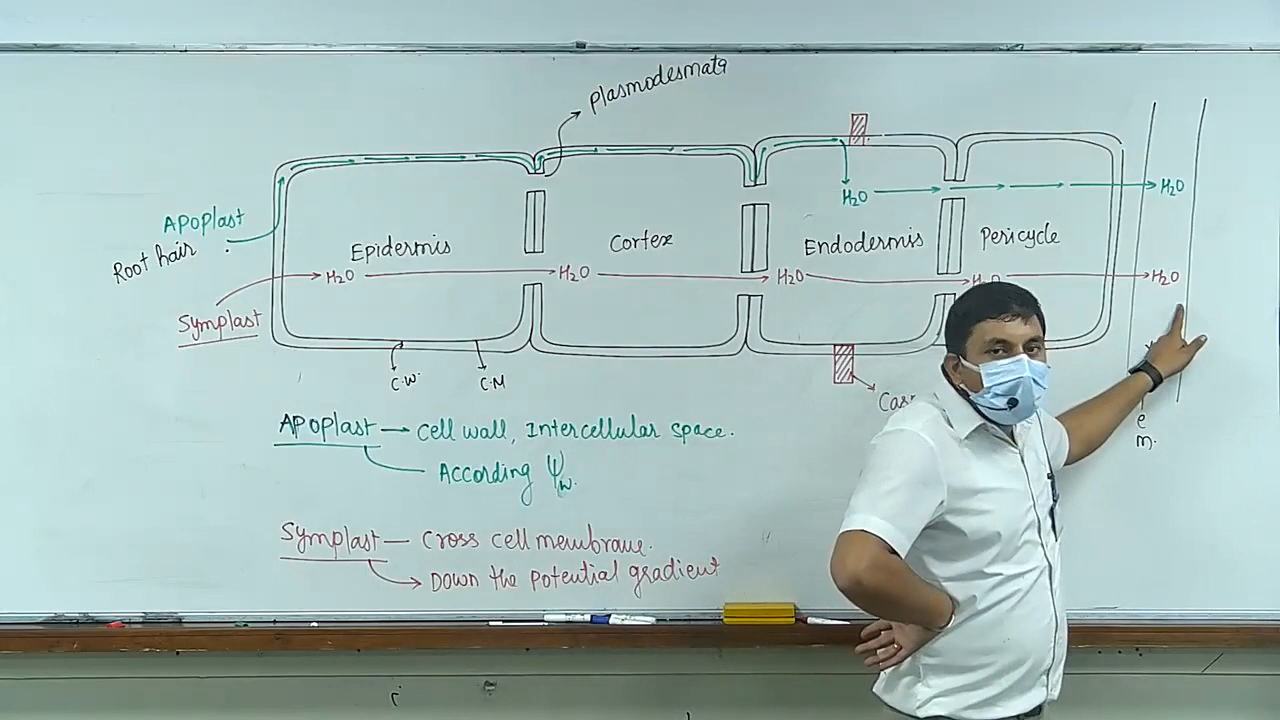 plasmodesmata
Apoplast
Root hair
H₂O
H₂O
Epidermis
Cortex
Endodermis
Pericycle
H₂O
H₂O
H₂O
H₂O
H₂O
Symplast
C.W.
C.M
Apoplast → Cell wall, Intercellular space.
According ψw.
Symplast — Cross cell membrane.
Down the potential gradient